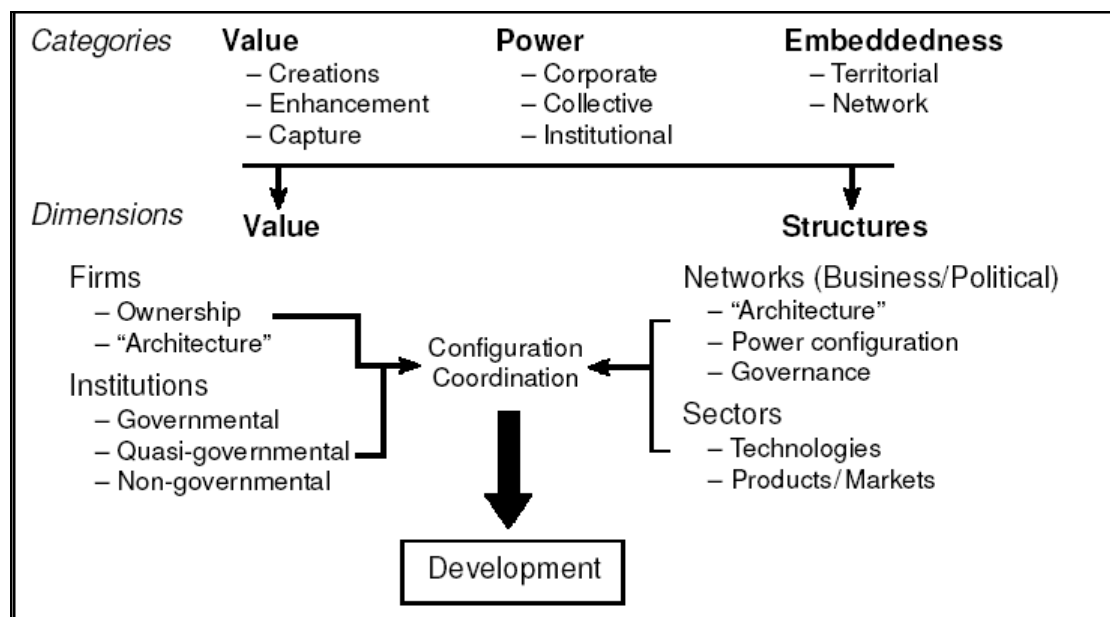 Categories Value Power Embeddedness
– Creations – Corporate – Territorial
– Enhancement – Collective – Network
– Capture – Institutional
Dimensions Value Structures
Firms
– Ownership
– “Architecture”
Institutions
– Governmental
– Quasi-governmental
– Non-governmental
Configuration
Coordination
Networks (Business/Political)
– “Architecture”
– Power configuration
– Governance
Sectors
– Technologies
– Products/Markets
Development